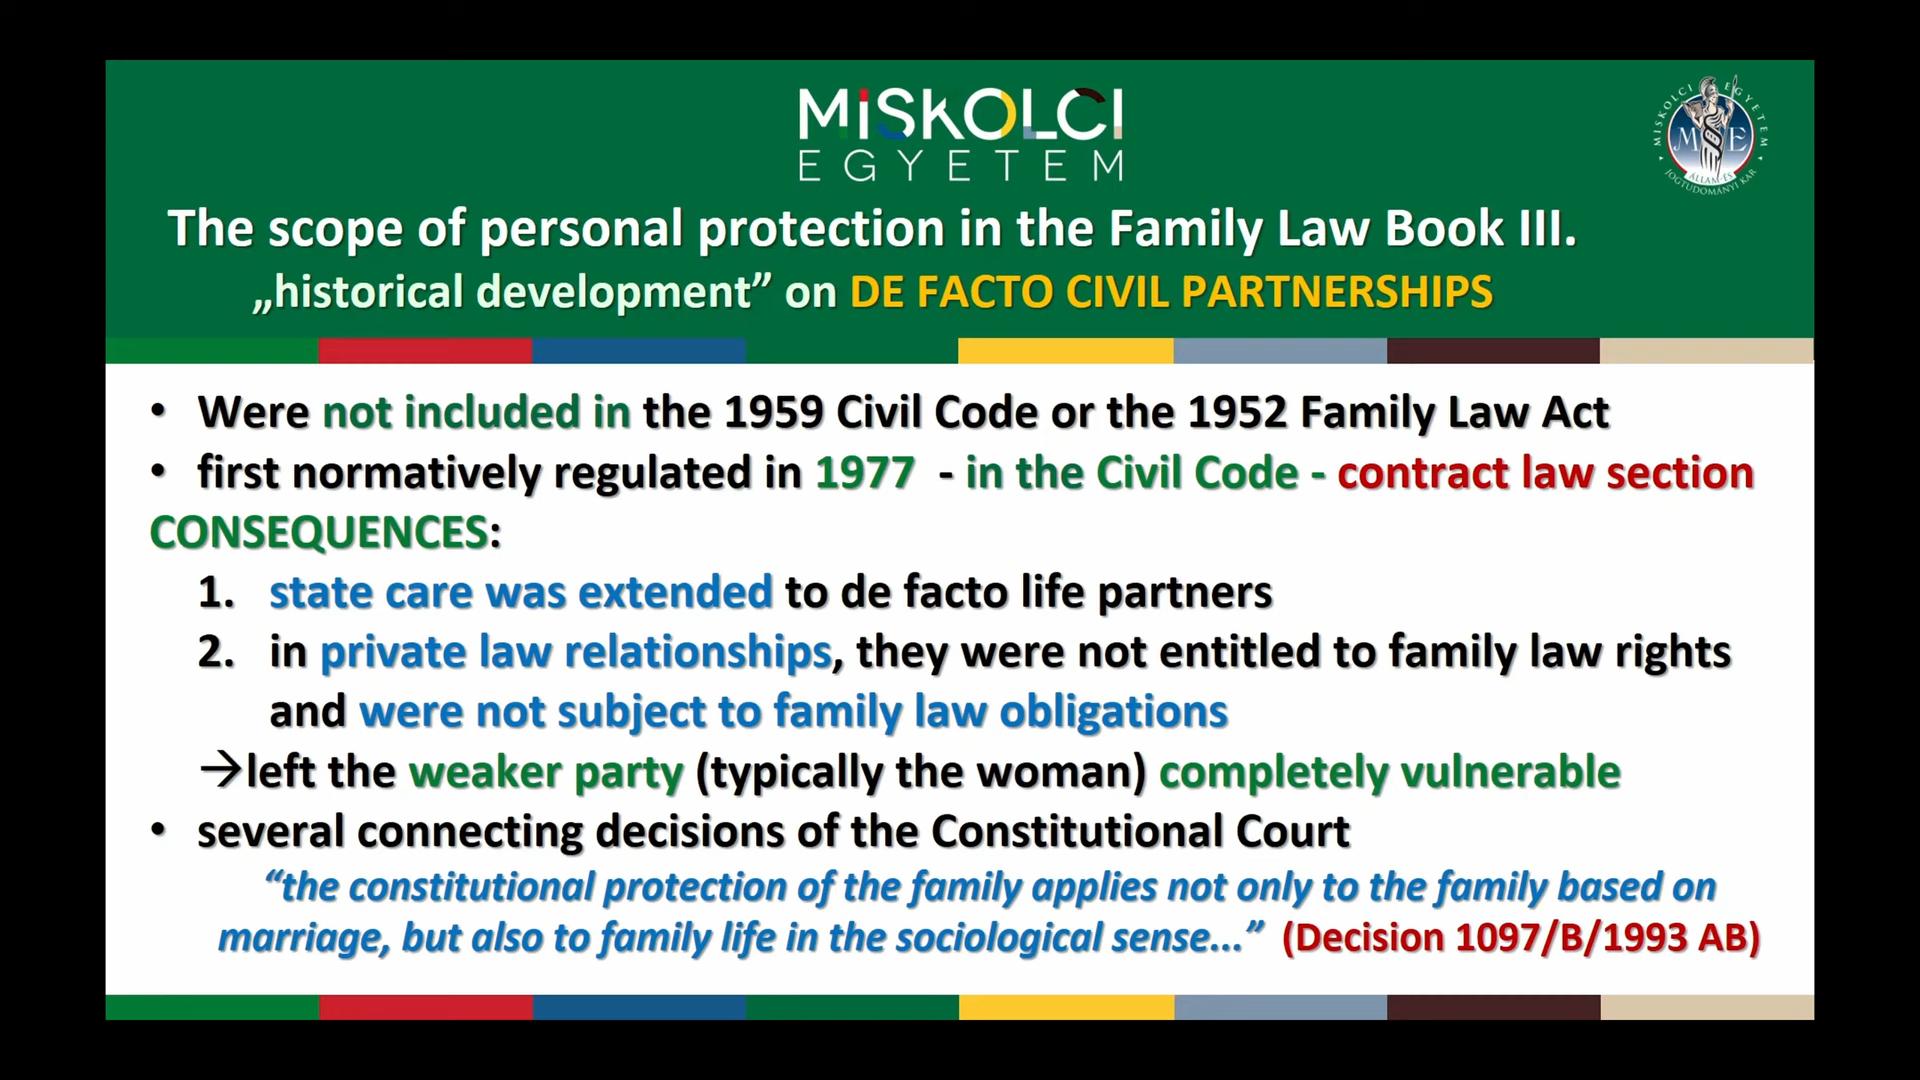 MiSKOLCI
EGYETEM
MISKOLCI EGYETEM
M E
ÁLLAM- ÉS
JOGTUDOMÁNYI KAR
The scope of personal protection in the Family Law Book III.
„historical development” on DE FACTO CIVIL PARTNERSHIPS
• Were not included in the 1959 Civil Code or the 1952 Family Law Act
• first normatively regulated in 1977 - in the Civil Code - contract law section
CONSEQUENCES:
1. state care was extended to de facto life partners
2. in private law relationships, they were not entitled to family law rights
and were not subject to family law obligations
→left the weaker party (typically the woman) completely vulnerable
• several connecting decisions of the Constitutional Court
“the constitutional protection of the family applies not only to the family based on
marriage, but also to family life in the sociological sense...” (Decision 1097/B/1993 AB)